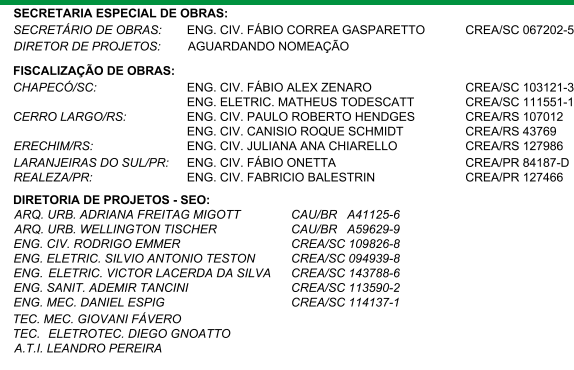 SECRETARIA ESPECIAL DE OBRAS:
SECRETÁRIO DE OBRAS: ENG. CIV. FÁBIO CORREA GASPARETTO CREA/SC 067202-5
DIRETOR DE PROJETOS: AGUARDANDO NOMEAÇÃO
FISCALIZAÇÃO DE OBRAS:
CHAPECÓ/SC: ENG. CIV. FÁBIO ALEX ZENARO CREA/SC 103121-3
ENG. ELETRIC. MATHEUS TODESCATT CREA/SC 111551-1
CERRO LARGO/RS: ENG. CIV. PAULO ROBERTO HENDGES CREA/RS 107012
ENG. CIV. CANISIO ROQUE SCHMIDT CREA/RS 43769
ERECHIM/RS: ENG. CIV. JULIANA ANA CHIARELLO CREA/RS 127986
LARANJEIRAS DO SUL/PR: ENG. CIV. FÁBIO ONETTA CREA/PR 84187-D
REALEZA/PR: ENG. CIV. FABRICIO BALESTRIN CREA/PR 127466
DIRETORIA DE PROJETOS - SEO:
ARQ. URB. ADRIANA FREITAG MIGOTT CAU/BR A41125-6
ARQ. URB. WELLINGTON TISCHER CAU/BR A59629-9
ENG. CIV. RODRIGO EMMER CREA/SC 109826-8
ENG. ELETRIC. SILVIO ANTONIO TESTON CREA/SC 094939-8
ENG. ELETRIC. VICTOR LACERDA DA SILVA CREA/SC 143788-6
ENG. SANIT. ADEMIR TANCINI CREA/SC 113590-2
ENG. MEC. DANIEL ESPIG CREA/SC 114137-1
TEC. MEC. GIOVANI FÁVERO
TEC. ELETROTEC. DIEGO GNOATTO
A.T.I. LEANDRO PEREIRA